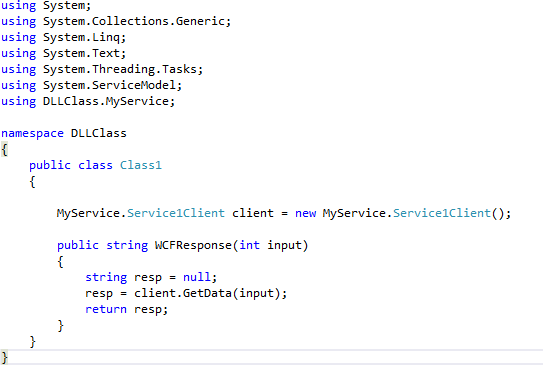 using System;
using System.Collections.Generic;
using System.Linq;
using System.Text;
using System.Threading.Tasks;
using System.ServiceModel;
using DLLClass.MyService;

namespace DLLClass
{
    public class Class1
    {

        MyService.Service1Client client = new MyService.Service1Client();

        public string WCFResponse(int input)
        {
            string resp = null;
            resp = client.GetData(input);
            return resp;
        }
    }
}